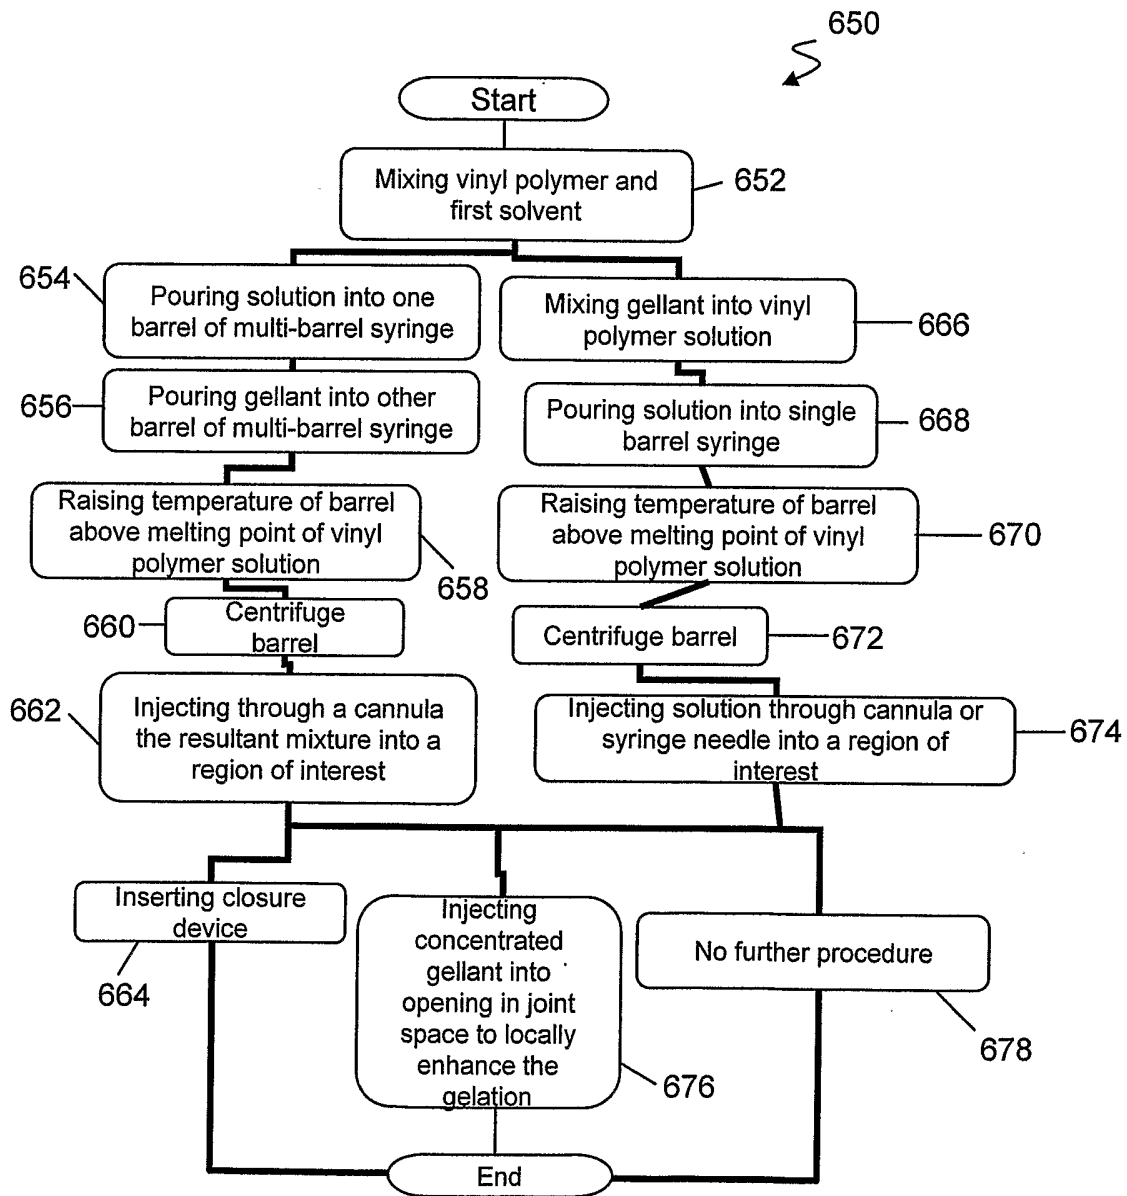 650
Start
Mixing vinyl polymer and
first solvent
652
654
Pouring solution into one
barrel of multi-barrel syringe
Mixing gellant into vinyl
polymer solution
666
656
Pouring gellant into other
barrel of multi-barrel syringe
Pouring solution into single
barrel syringe
668
Raising temperature of barrel
above melting point of vinyl
polymer solution
658
Raising temperature of barrel
above melting point of vinyl
polymer solution
670
660
Centrifuge
barrel
Centrifuge barrel
672
662
Injecting through a cannula
the resultant mixture into a
region of interest
Injecting solution through cannula or
syringe needle into a region of
interest
674
Inserting closure
device
664
Injecting
concentrated
gellant into
opening in joint
space to locally
enhance the
gelation
676
No further procedure
678
End